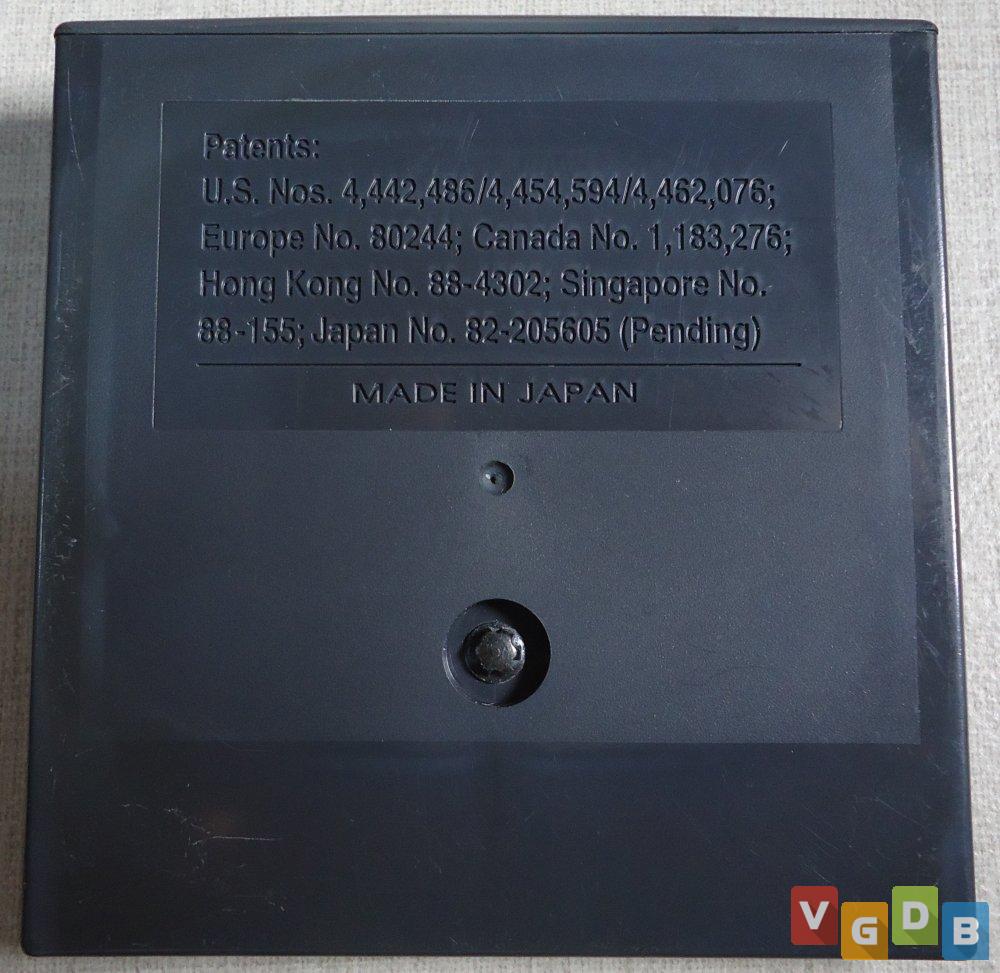 Patents:
U.S. Nos. 4,442,486/4,454,594/4,462,076;
Europe No. 80244; Canada No. 1,183,276;
Hong Kong No. 88-4302; Singapore No.
88-155; Japan No. 82-205605 (Pending)
MADE IN JAPAN
VGDB